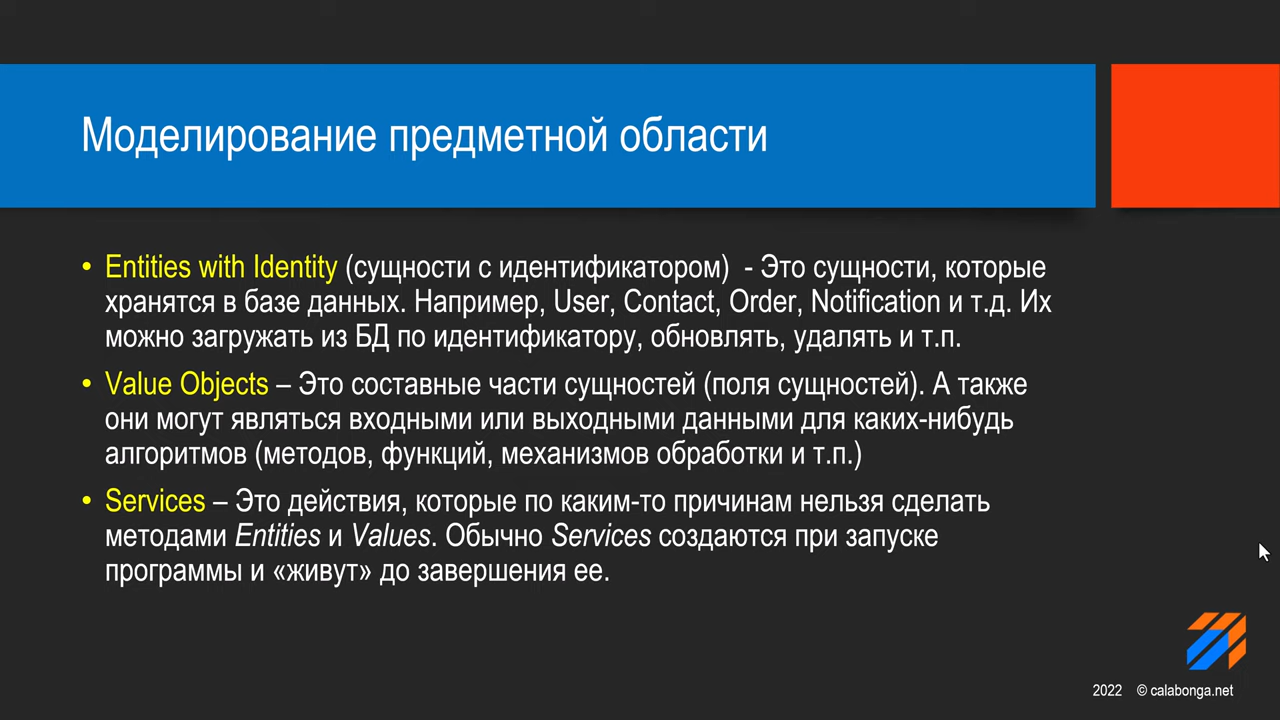 Моделирование предметной области
• Entities with Identity (сущности с идентификатором)  - Это сущности, которые
хранятся в базе данных. Например, User, Contact, Order, Notification и т.д. Их
можно загружать из БД по идентификатору, обновлять, удалять и т.п.
• Value Objects – Это составные части сущностей (поля сущностей). А также
они могут являться входными или выходными данными для каких-нибудь
алгоритмов (методов, функций, механизмов обработки и т.п.)
• Services – Это действия, которые по каким-то причинам нельзя сделать
методами Entities и Values. Обычно Services создаются при запуске
программы и «живут» до завершения ее.
2022 © calabonga.net